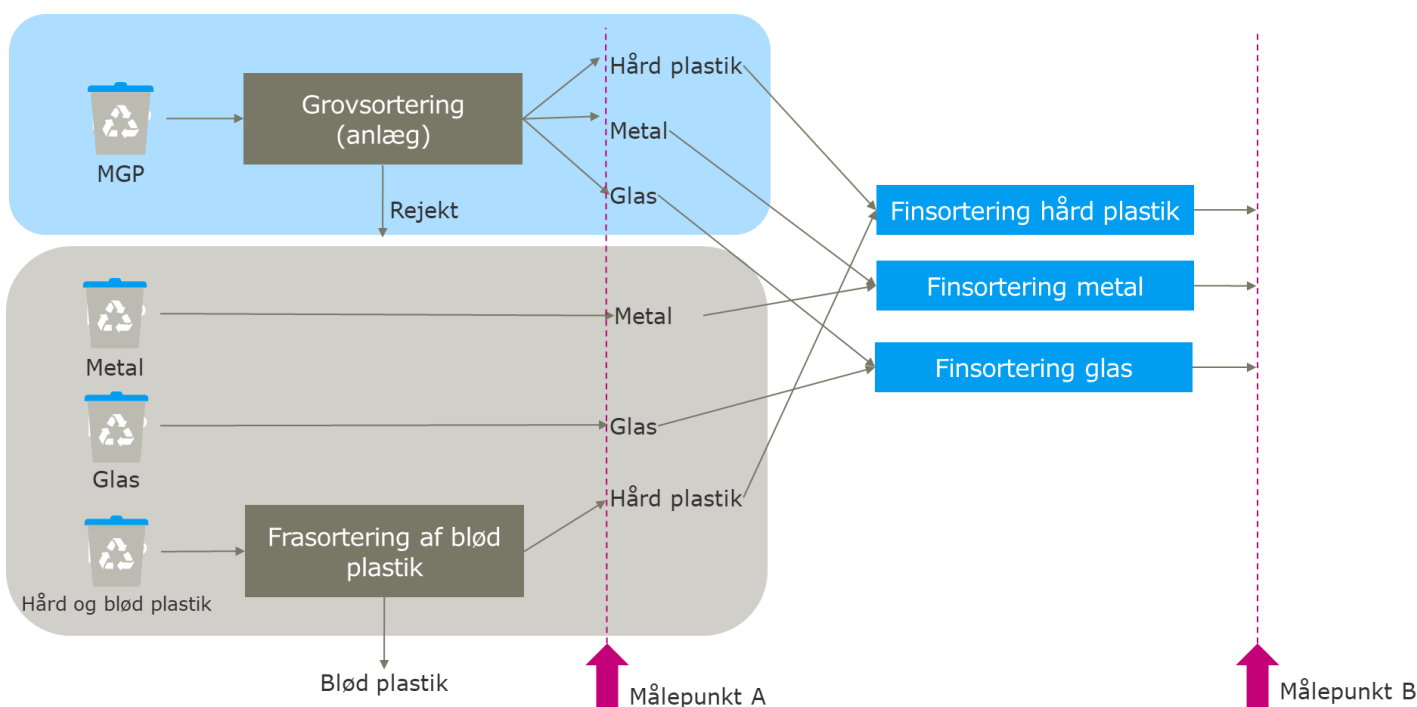 MGP
Grovsortering
(anlæg)
Rejekt
Hård plastik
Metal
Glas
Metal
Glas
Hård og blød plastik
Frasortering af blød
plastik
Blød plastik
Metal
Glas
Hård plastik
Finsortering hård plastik
Finsortering metal
Finsortering glas
Målepunkt A
Målepunkt B